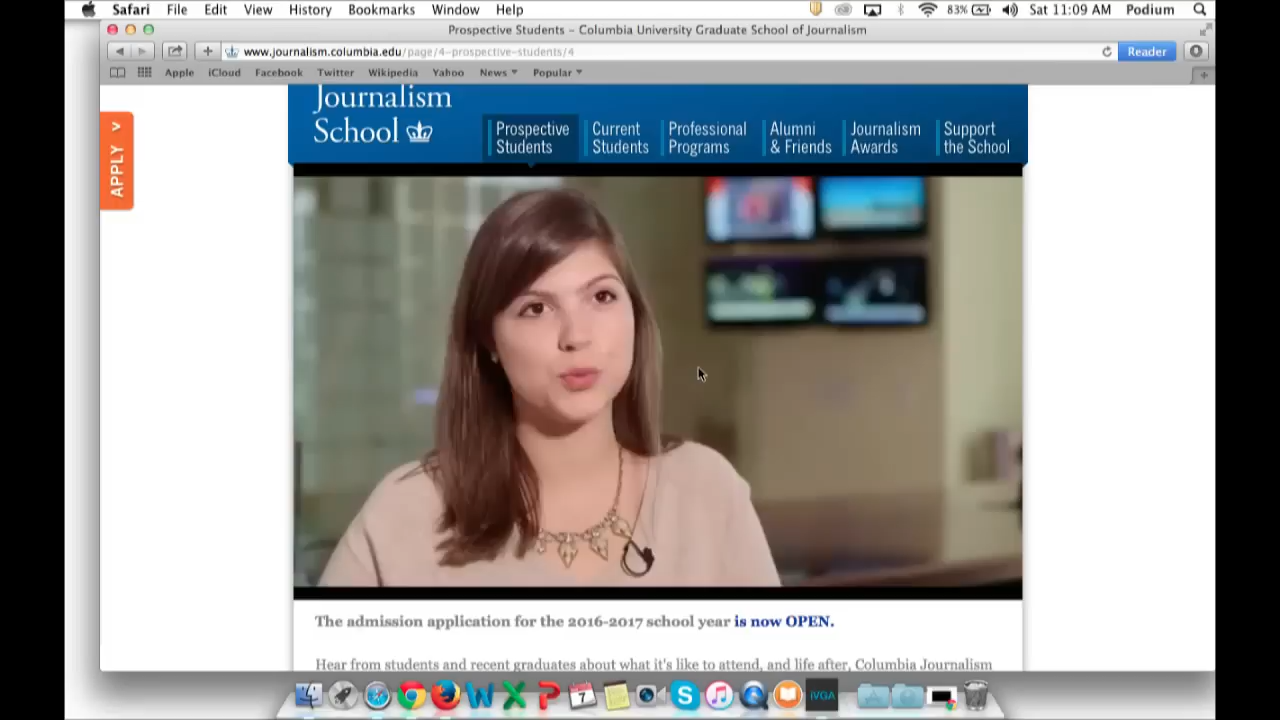 Safari File Edit View History Bookmarks Window Help 83% Sat 11:09 AM Podium
Prospective Students – Columbia University Graduate School of Journalism
www.journalism.columbia.edu/page/4-prospective-students/4
Reader
Apple iCloud Facebook Twitter Wikipedia Yahoo News Popular
APPLY >
Journalism
School
Prospective
Students
Current
Students
Professional
Programs
Alumni
& Friends
Journalism
Awards
Support
the School
The admission application for the 2016-2017 school year is now OPEN.
Hear from students and recent graduates about what it's like to attend, and life after, Columbia Journalism
7
iVGA